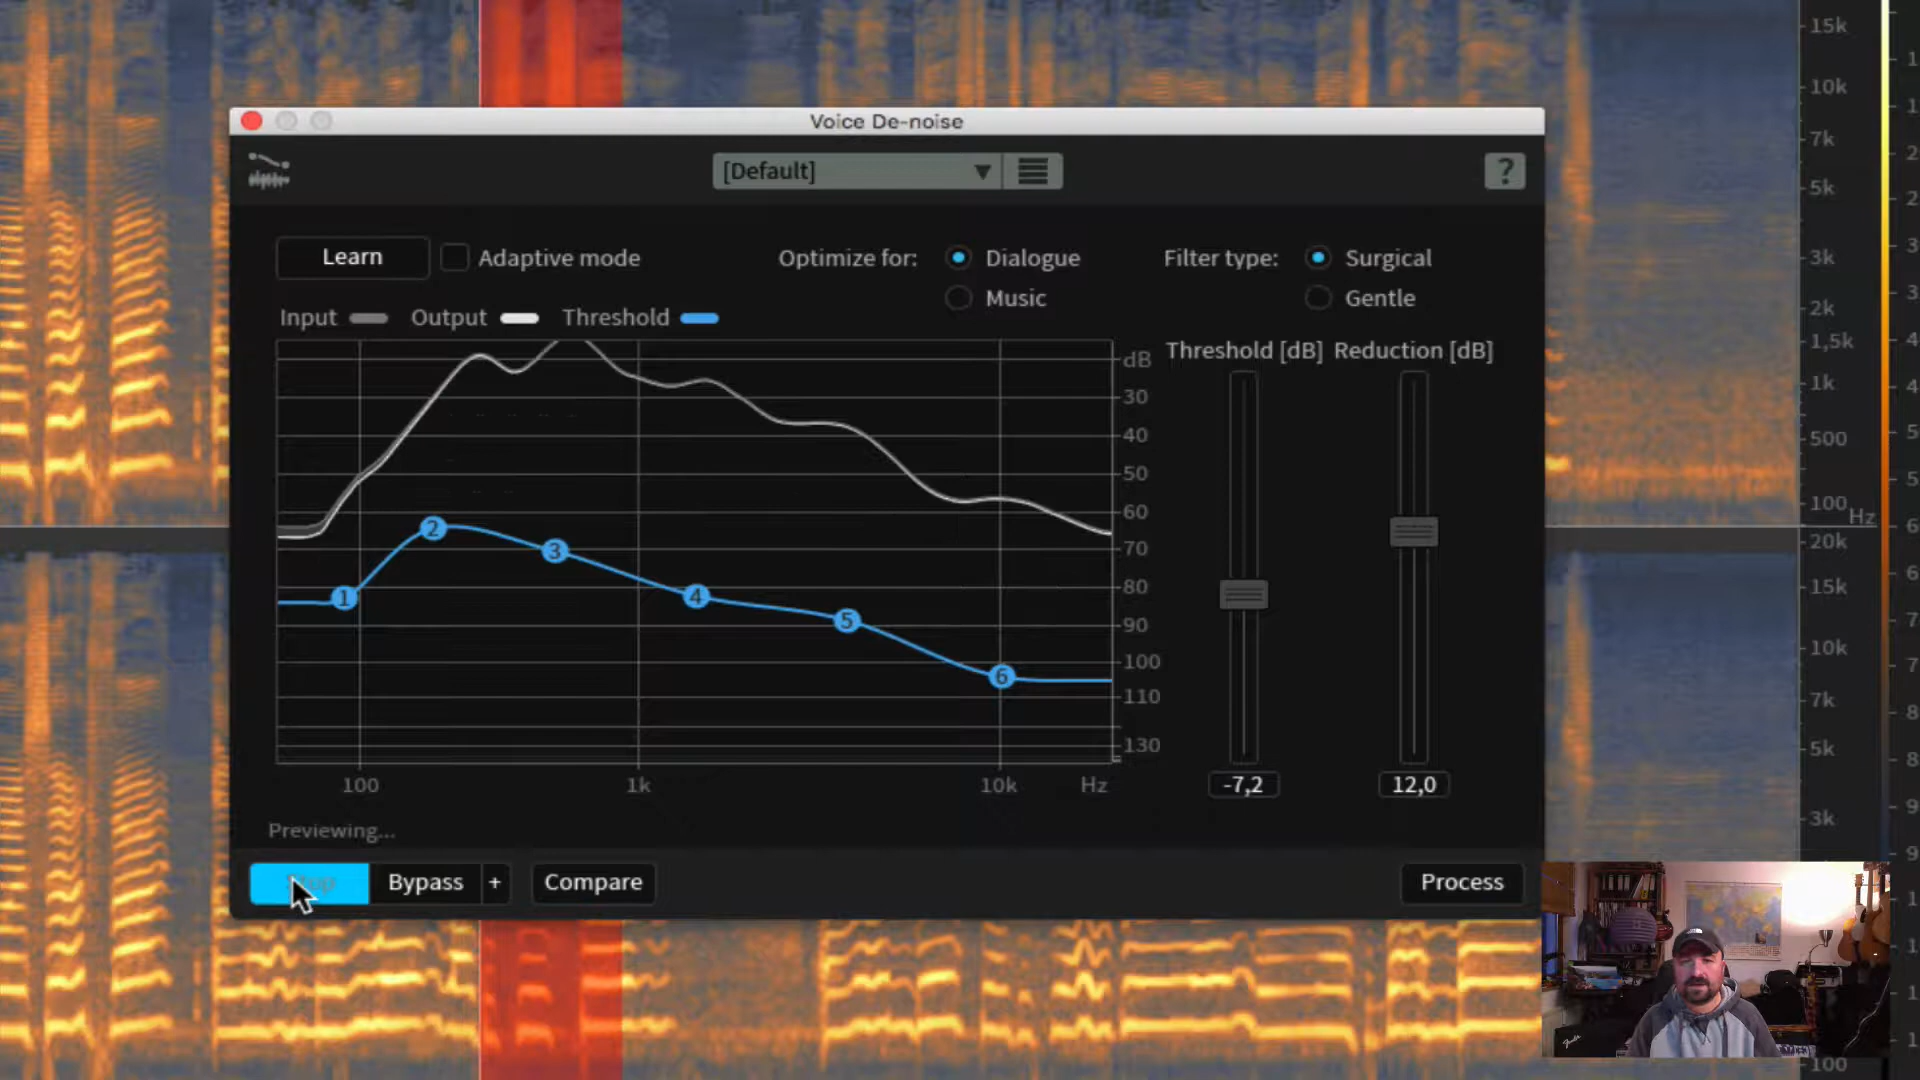 Voice De-noise
[Default]
?
Learn
Adaptive mode
Optimize for:
Dialogue
Music
Filter type:
Surgical
Gentle
Input
Output
Threshold
Threshold [dB]
Reduction [dB]
dB
30
40
50
60
70
80
90
100
110
130
100
1k
10k
Hz
1
2
3
4
5
6
-7,2
12,0
Previewing...
Bypass
+
Compare
Process
15k
10k
7k
5k
3k
2k
1,5k
1k
500
100
Hz
20k
15k
10k
7k
5k
3k
100
Fender